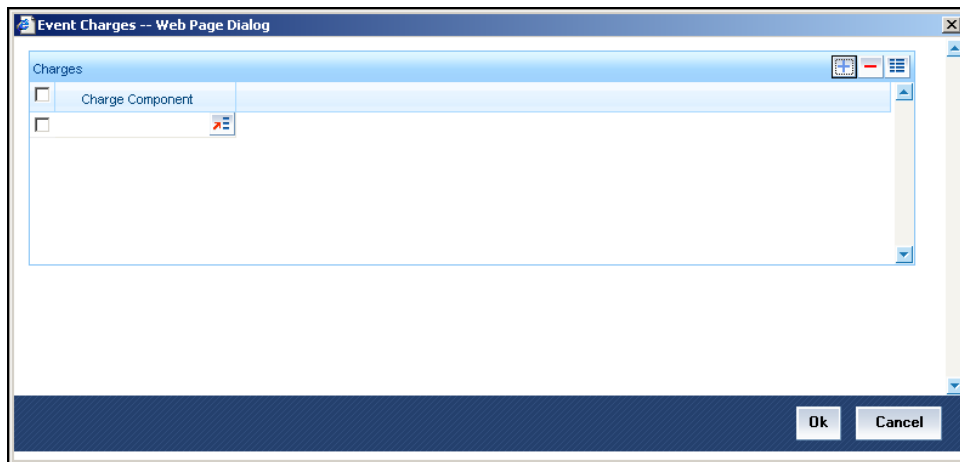 Event Charges -- Web Page Dialog
Charges
Charge Component
Ok
Cancel